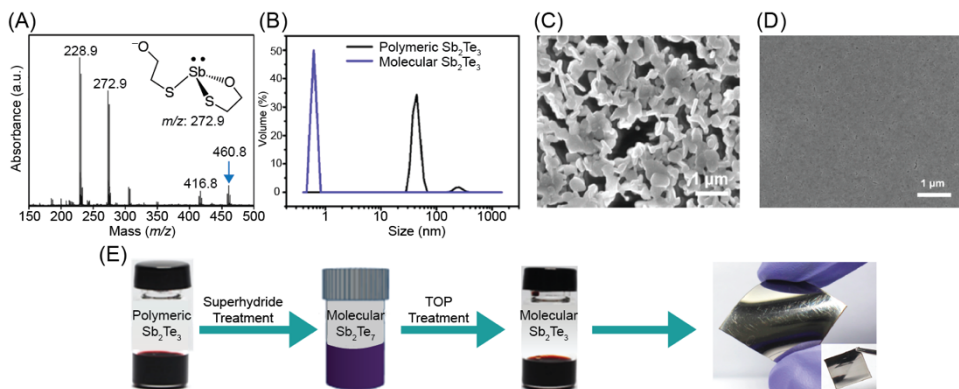 (A)
Absorbance (a.u.)
228.9
272.9
⁻O
S
Sb
O
S
m/z: 272.9
460.8
416.8
150 200 250 300 350 400 450 500
Mass (m/z)
(B)
Volume (%)
50
40
30
20
10
0
Polymeric Sb₂Te₃
Molecular Sb₂Te₃
1 10 100 1000
Size (nm)
(C)
1 μm
(D)
1 μm
(E)
Polymeric
Sb₂Te₃
Superhydride
Treatment
Molecular
Sb₂Te₇
TOP
Treatment
Molecular
Sb₂Te₃